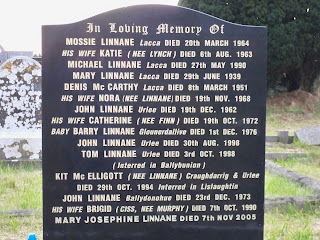 In Loving Memory Of
MOSSIE LINNANE Lacca DIED 28TH MARCH 1964
HIS WIFE KATIE (NEE LYNCH) DIED 6TH AUG. 1963
MICHAEL LINNANE Lacca DIED 27TH MAY 1990
MARY LINNANE Lacca DIED 29TH JUNE 1939
DENIS Mc CARTHY Lacca DIED 8TH MARCH 1951
HIS WIFE NORA (NEE LINNANE) DIED 19TH NOV. 1968
JOHN LINNANE Urlee DIED 19TH DEC. 1962
HIS WIFE CATHERINE (NEE FINN) DIED 19TH OCT 1972
BABY BARRY LINNANE Glounerdalive DIED 1ST DEC. 1976
JOHN LINNANE Urlee DIED 30TH AUG. 1996
TOM LINNANE Urlee DIED 3RD OCT. 1998
(Interred in Ballybunion)
KIT Mc ELLIGOTT (NEE LINNANE) Craughdarrig & Urlee
DIED 29TH OCT. 1994 Interred in Lislaughtin
JOHN LINNANE Ballydonohue DIED 23RD DEC. 1973
HIS WIFE BRIGID (CISS, NEE MURPHY) DIED 7TH OCT. 1990
MARY JOSEPHINE LINNANE DIED 7TH NOV 2005